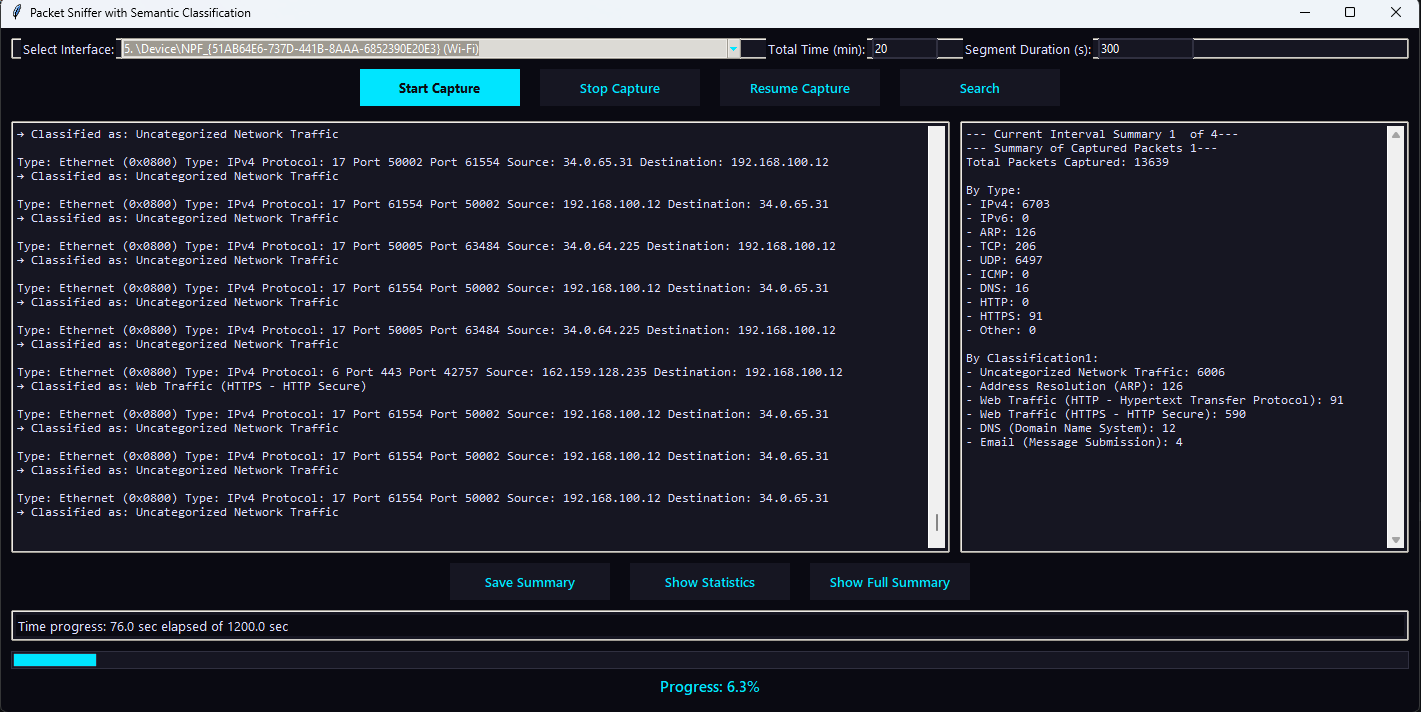 Packet Sniffer with Semantic Classification
Select Interface: 5. \Device\NPF_{51AB64E6-737D-441B-8AAA-6852390E20E3} (Wi-Fi) Total Time (min): 20 Segment Duration (s): 300
Start Capture Stop Capture Resume Capture Search
→ Classified as: Uncategorized Network Traffic
Type: Ethernet (0x0800) Type: IPv4 Protocol: 17 Port 50002 Port 61554 Source: 34.0.65.31 Destination: 192.168.100.12
→ Classified as: Uncategorized Network Traffic
Type: Ethernet (0x0800) Type: IPv4 Protocol: 17 Port 61554 Port 50002 Source: 192.168.100.12 Destination: 34.0.65.31
→ Classified as: Uncategorized Network Traffic
Type: Ethernet (0x0800) Type: IPv4 Protocol: 17 Port 50005 Port 63484 Source: 34.0.64.225 Destination: 192.168.100.12
→ Classified as: Uncategorized Network Traffic
Type: Ethernet (0x0800) Type: IPv4 Protocol: 17 Port 61554 Port 50002 Source: 192.168.100.12 Destination: 34.0.65.31
→ Classified as: Uncategorized Network Traffic
Type: Ethernet (0x0800) Type: IPv4 Protocol: 17 Port 50005 Port 63484 Source: 34.0.64.225 Destination: 192.168.100.12
→ Classified as: Uncategorized Network Traffic
Type: Ethernet (0x0800) Type: IPv4 Protocol: 6 Port 443 Port 42757 Source: 162.159.128.235 Destination: 192.168.100.12
→ Classified as: Web Traffic (HTTPS - HTTP Secure)
Type: Ethernet (0x0800) Type: IPv4 Protocol: 17 Port 61554 Port 50002 Source: 192.168.100.12 Destination: 34.0.65.31
→ Classified as: Uncategorized Network Traffic
Type: Ethernet (0x0800) Type: IPv4 Protocol: 17 Port 61554 Port 50002 Source: 192.168.100.12 Destination: 34.0.65.31
→ Classified as: Uncategorized Network Traffic
Type: Ethernet (0x0800) Type: IPv4 Protocol: 17 Port 61554 Port 50002 Source: 192.168.100.12 Destination: 34.0.65.31
→ Classified as: Uncategorized Network Traffic
--- Current Interval Summary 1  of 4---
--- Summary of Captured Packets 1---
Total Packets Captured: 13639
By Type:
- IPv4: 6703
- IPv6: 0
- ARP: 126
- TCP: 206
- UDP: 6497
- ICMP: 0
- DNS: 16
- HTTP: 0
- HTTPS: 91
- Other: 0
By Classification1:
- Uncategorized Network Traffic: 6006
- Address Resolution (ARP): 126
- Web Traffic (HTTP - Hypertext Transfer Protocol): 91
- Web Traffic (HTTPS - HTTP Secure): 590
- DNS (Domain Name System): 12
- Email (Message Submission): 4
Save Summary Show Statistics Show Full Summary
Time progress: 76.0 sec elapsed of 1200.0 sec
Progress: 6.3%